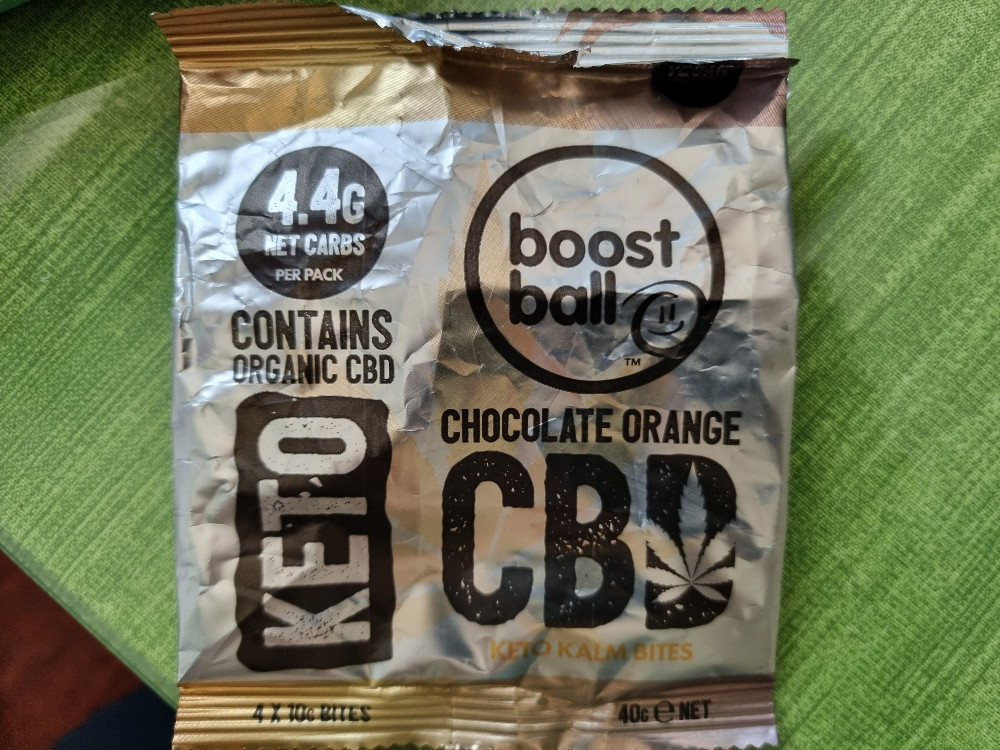 VEGAN
4.4G
NET CARBS
PER PACK
CONTAINS
ORGANIC CBD
KETO
boost
ball
TM
CHOCOLATE ORANGE
CBD
KETO KALM BITES
4 X 10G BITES
40G e NET